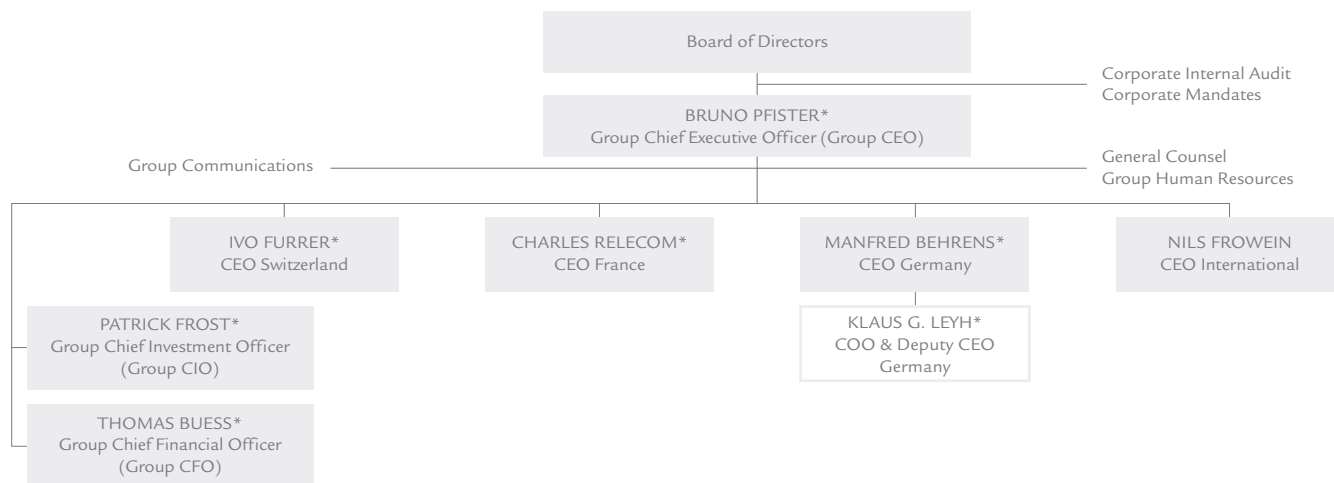 Board of Directors
Corporate Internal Audit
Corporate Mandates
BRUNO PFISTER*
Group Chief Executive Officer (Group CEO)
Group Communications
General Counsel
Group Human Resources
IVO FURRER*
CEO Switzerland
CHARLES RELECOM*
CEO France
MANFRED BEHRENS*
CEO Germany
NILS FROWEIN
CEO International
PATRICK FROST*
Group Chief Investment Officer
(Group CIO)
KLAUS G. LEYH*
COO & Deputy CEO
Germany
THOMAS BUESS*
Group Chief Financial Officer
(Group CFO)